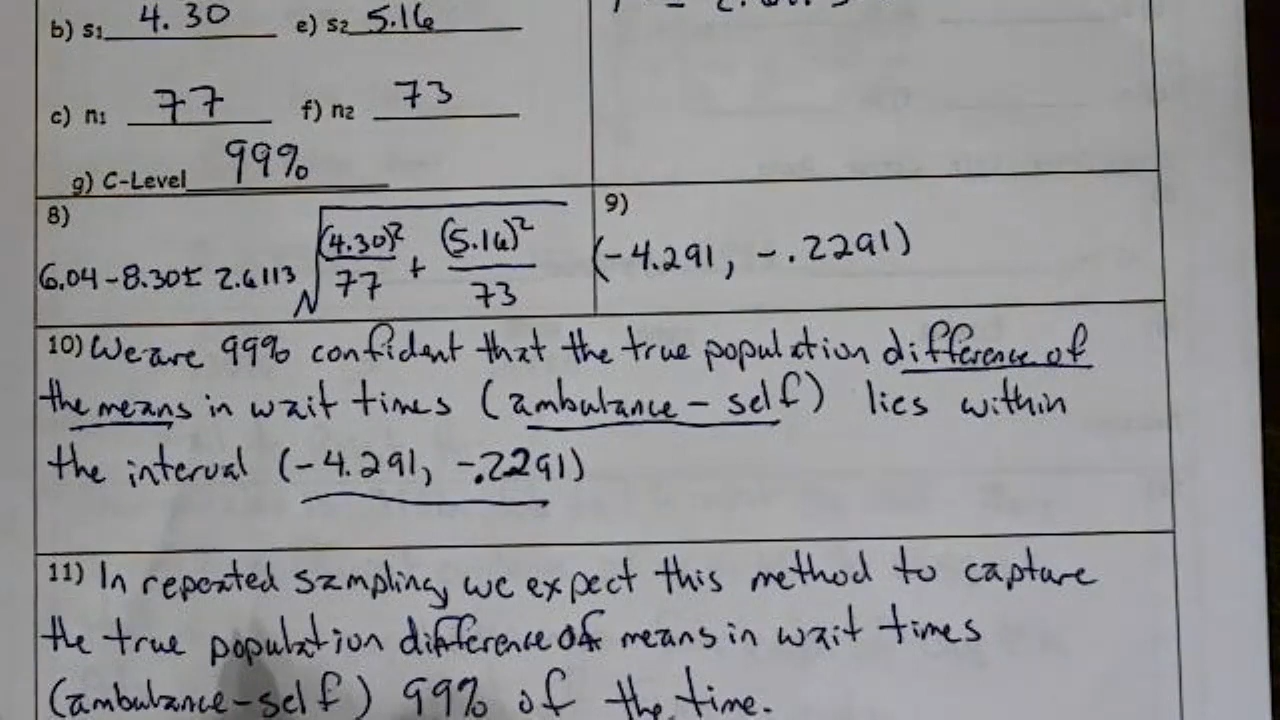 b) s1 4.30 e) s2 5.16
c) n1 77 f) n2 73
g) C-Level 99%
8)
6.04-8.30± 2.6113 √((4.30)²/77 + (5.16)²/73)
9)
(-4.291, -.2291)
10) We are 99% confident that the true population difference of
the means in wait times (ambulance - self) lies within
the interval (-4.291, -.2291)
11) In repeated sampling we expect this method to capture
the true population difference of means in wait times
(ambulance-self) 99% of the time.